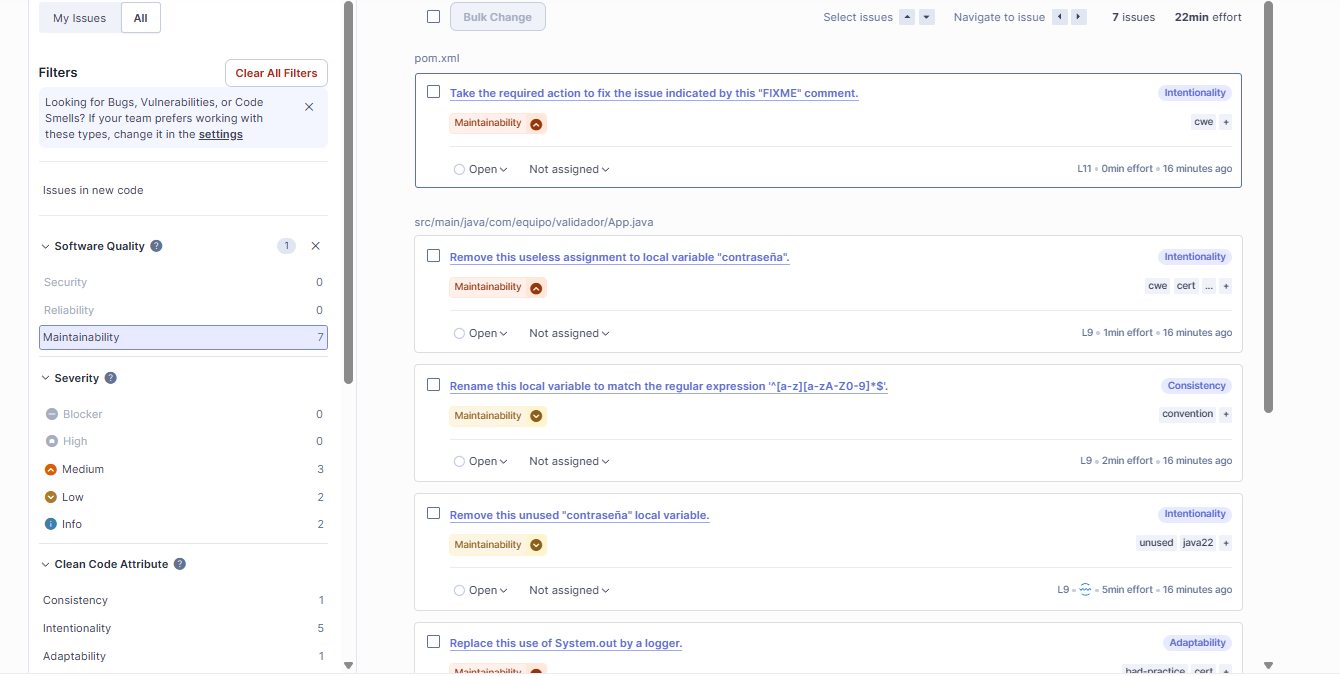 My Issues All
Filters
Clear All Filters
Looking for Bugs, Vulnerabilities, or Code
Smells? If your team prefers working with
these types, change it in the settings
Issues in new code
Software Quality ? 1
Security 0
Reliability 0
Maintainability 7
Severity ?
Blocker 0
High 0
Medium 3
Low 2
Info 2
Clean Code Attribute ?
Consistency 1
Intentionality 5
Adaptability 1
Bulk Change Select issues Navigate to issue 7 issues 22min effort
pom.xml
Take the required action to fix the issue indicated by this "FIXME" comment. Intentionality
Maintainability cwe +
Open Not assigned L11 • 0min effort • 16 minutes ago
src/main/java/com/equipo/validador/App.java
Remove this useless assignment to local variable "contraseña". Intentionality
Maintainability cwe cert ... +
Open Not assigned L9 • 1min effort • 16 minutes ago
Rename this local variable to match the regular expression '^[a-z][a-zA-Z0-9]*$'. Consistency
Maintainability convention +
Open Not assigned L9 • 2min effort • 16 minutes ago
Remove this unused "contraseña" local variable. Intentionality
Maintainability unused java22 +
Open Not assigned L9 • • 5min effort • 16 minutes ago
Replace this use of System.out by a logger. Adaptability
Maintainability bad-practice cert +